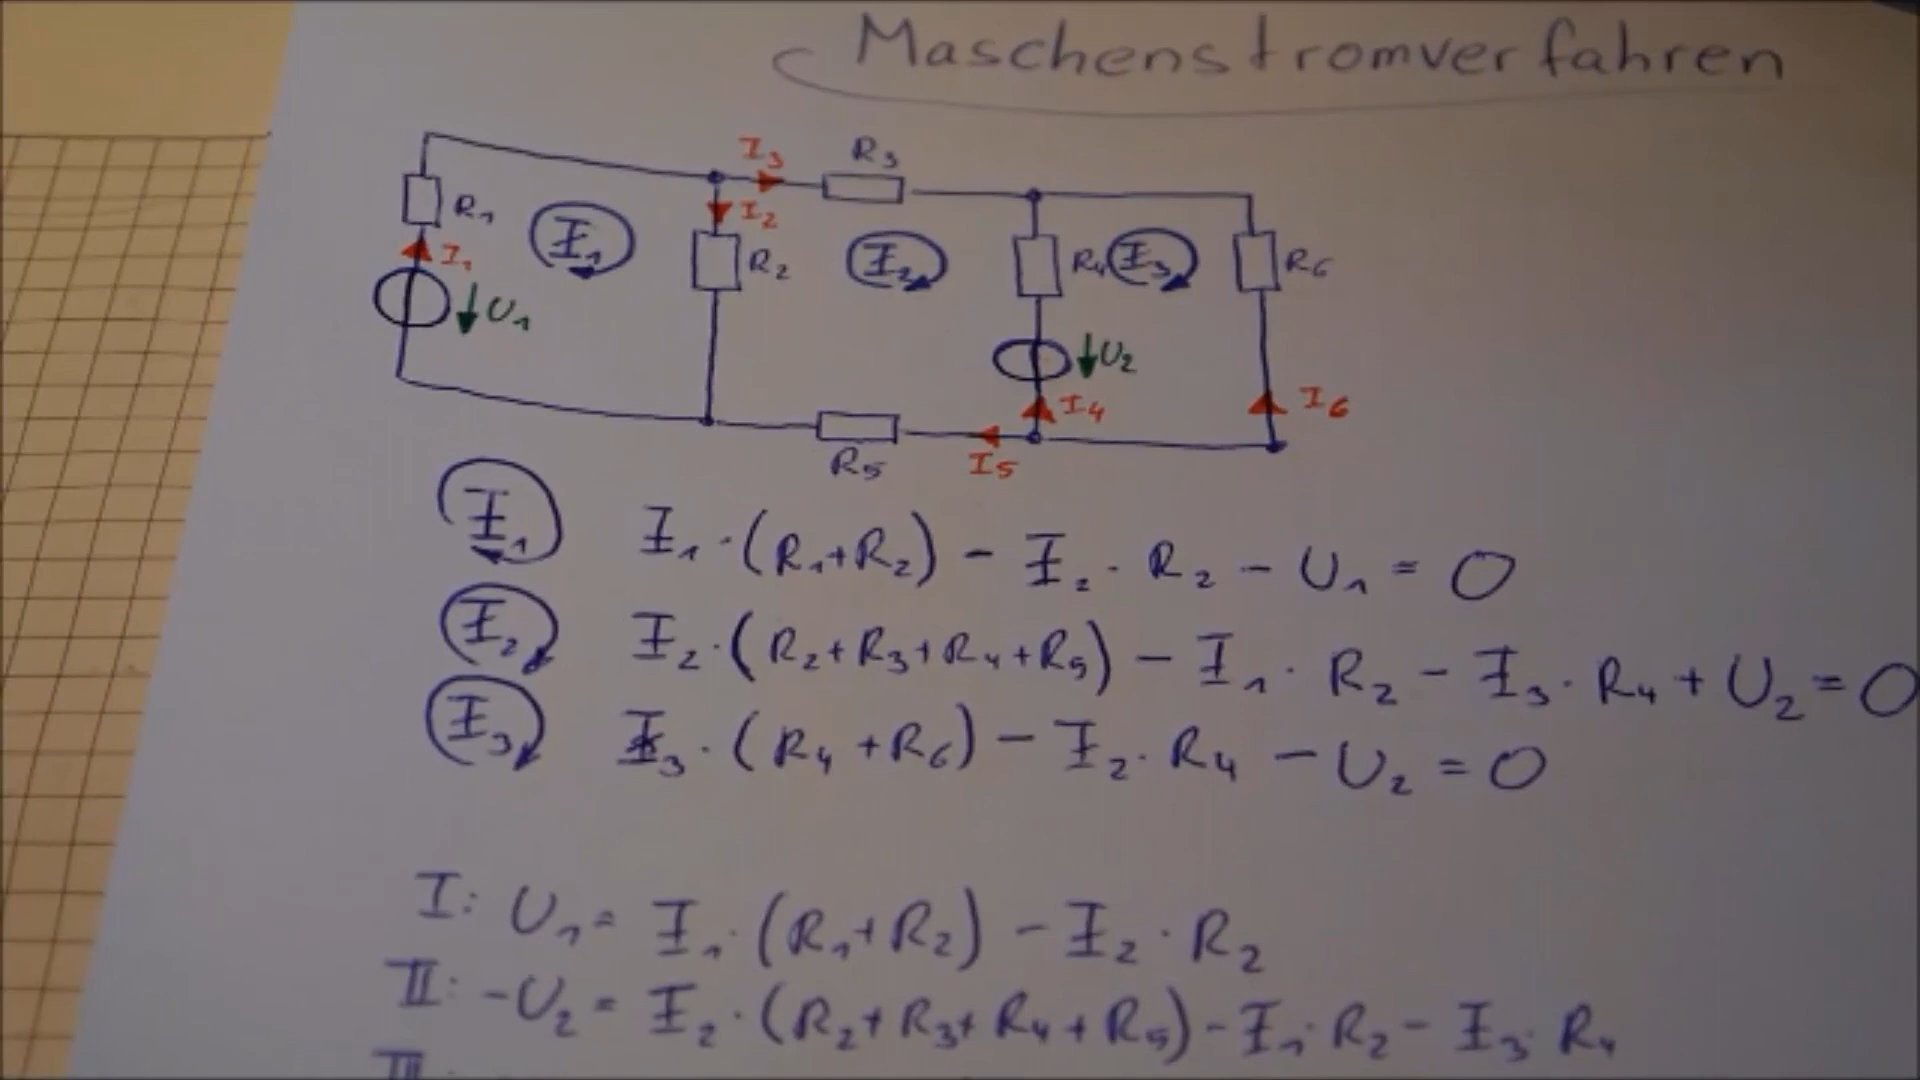 Maschenstromverfahren
I₃ R₃
R₁ I₁ I₂ R₂ I₂ R₄ I₃ R₆
I₁ U₁ U₂
I₄ I₆
R₅ I₅
I₁ I₁·(R₁+R₂) - I₂·R₂ - U₁ = 0
I₂ I₂·(R₂+R₃+R₄+R₅) - I₁·R₂ - I₃·R₄ + U₂ = 0
I₃ I₃·(R₄+R₆) - I₂·R₄ - U₂ = 0
I: U₁ = I₁·(R₁+R₂) - I₂·R₂
II: -U₂ = I₂·(R₂+R₃+R₄+R₅) - I₁·R₂ - I₃·R₄
III: